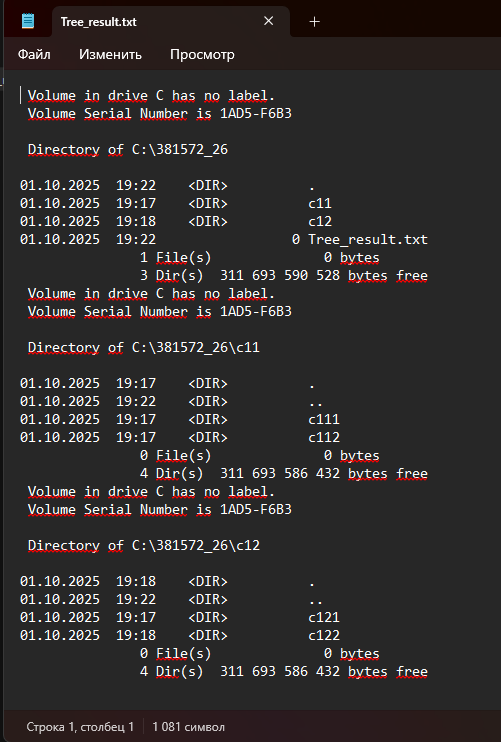 Tree_result.txt
Файл Изменить Просмотр
Volume in drive C has no label.
Volume Serial Number is 1AD5-F6B3
Directory of C:\381572_26
01.10.2025 19:22 <DIR> .
01.10.2025 19:17 <DIR> c11
01.10.2025 19:18 <DIR> c12
01.10.2025 19:22 0 Tree_result.txt
1 File(s) 0 bytes
3 Dir(s) 311 693 590 528 bytes free
Volume in drive C has no label.
Volume Serial Number is 1AD5-F6B3
Directory of C:\381572_26\c11
01.10.2025 19:17 <DIR> .
01.10.2025 19:22 <DIR> ..
01.10.2025 19:17 <DIR> c111
01.10.2025 19:17 <DIR> c112
0 File(s) 0 bytes
4 Dir(s) 311 693 586 432 bytes free
Volume in drive C has no label.
Volume Serial Number is 1AD5-F6B3
Directory of C:\381572_26\c12
01.10.2025 19:18 <DIR> .
01.10.2025 19:22 <DIR> ..
01.10.2025 19:17 <DIR> c121
01.10.2025 19:18 <DIR> c122
0 File(s) 0 bytes
4 Dir(s) 311 693 586 432 bytes free
Строка 1, столбец 1 1 081 символ